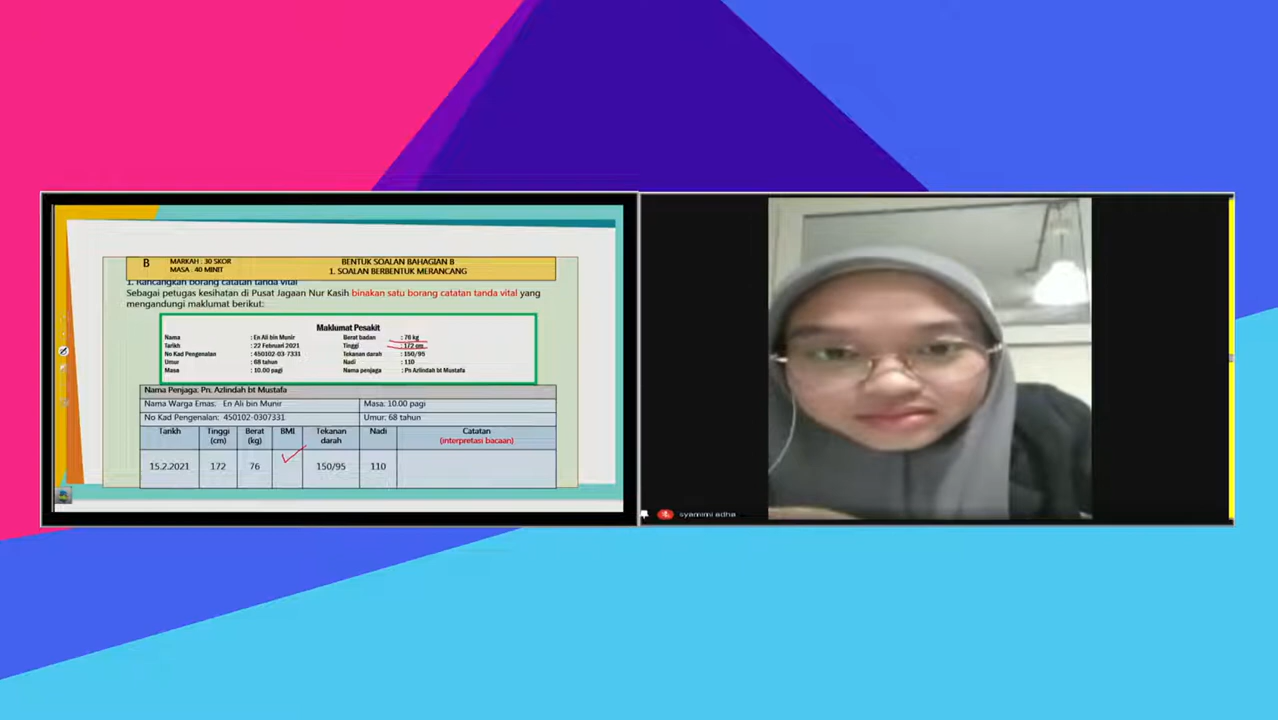 B
MARKAH : 30 SKOR
MASA : 40 MINIT
BENTUK SOALAN BAHAGIAN B
1. SOALAN BERBENTUK MERANCANG
1. Rancangkan borang catatan tanda vital
Sebagai petugas kesihatan di Pusat Jagaan Nur Kasih binakan satu borang catatan tanda vital yang
mengandungi maklumat berikut:
Maklumat Pesakit
Nama : En Ali bin Munir
Tarikh : 22 Februari 2021
No Kad Pengenalan : 450102-03-7331
Umur : 68 tahun
Masa : 10.00 pagi
Berat badan : 76 kg
Tinggi : 172 cm
Tekanan darah : 150/95
Nadi : 110
Nama penjaga : Pn Azlindah bt Mustafa
Nama Penjaga: Pn. Azlindah bt Mustafa
Nama Warga Emas: En Ali bin Munir
Masa: 10.00 pagi
No Kad Pengenalan: 450102-0307331
Umur: 68 tahun
Tarikh Tinggi (cm) Berat (kg) BMI Tekanan darah Nadi Catatan (interpretasi bacaan)
15.2.2021 172 76 150/95 110
syamimi adha